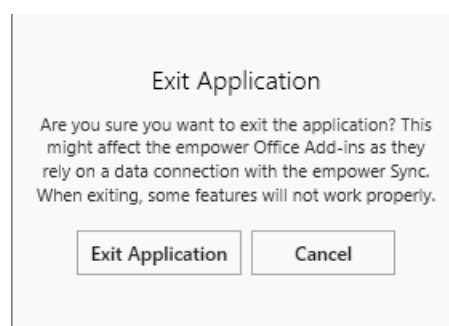 Exit Application
Are you sure you want to exit the application? This
might affect the empower Office Add-ins as they
rely on a data connection with the empower Sync.
When exiting, some features will not work properly.
Exit Application
Cancel